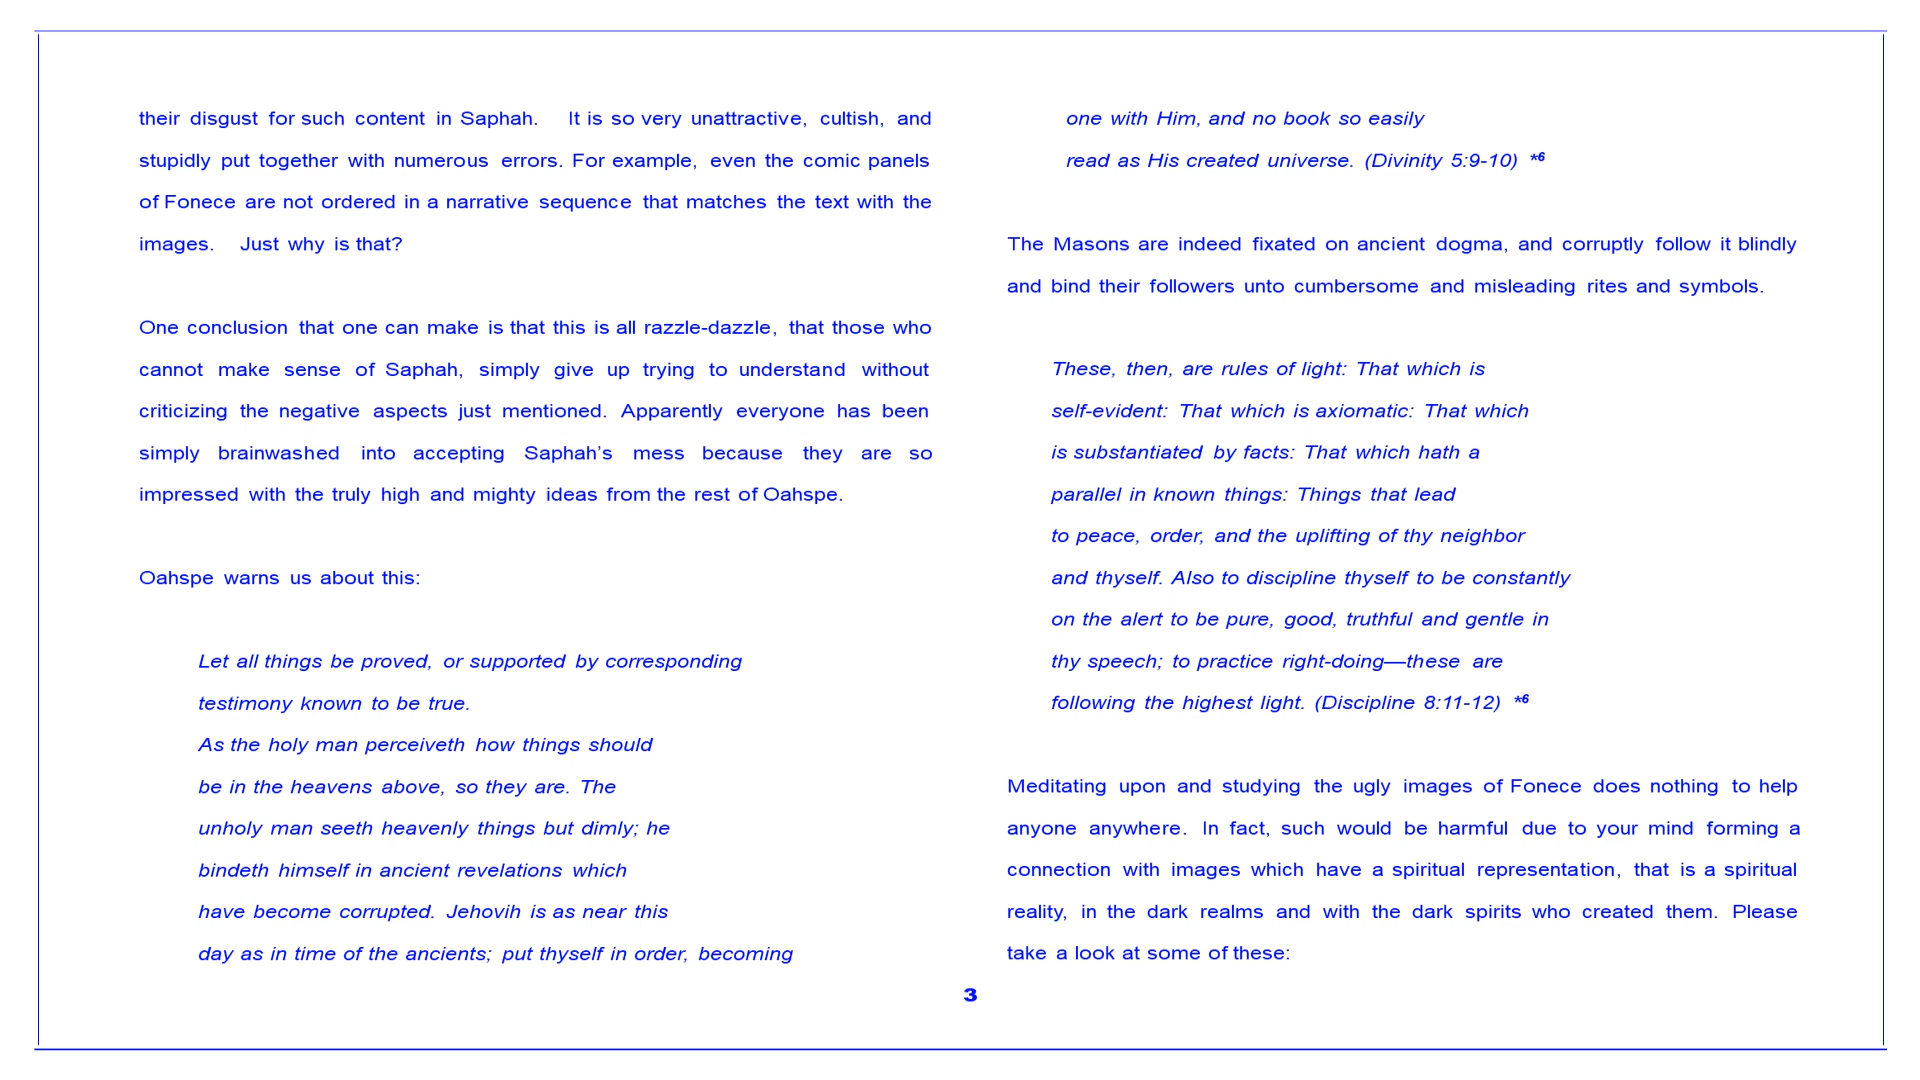 their disgust for such content in Saphah. It is so very unattractive, cultish, and
stupidly put together with numerous errors. For example, even the comic panels
of Fonece are not ordered in a narrative sequence that matches the text with the
images. Just why is that?
One conclusion that one can make is that this is all razzle-dazzle, that those who
cannot make sense of Saphah, simply give up trying to understand without
criticizing the negative aspects just mentioned. Apparently everyone has been
simply brainwashed into accepting Saphah's mess because they are so
impressed with the truly high and mighty ideas from the rest of Oahspe.
Oahspe warns us about this:
Let all things be proved, or supported by corresponding
testimony known to be true.
As the holy man perceiveth how things should
be in the heavens above, so they are. The
unholy man seeth heavenly things but dimly; he
bindeth himself in ancient revelations which
have become corrupted. Jehovih is as near this
day as in time of the ancients; put thyself in order, becoming
one with Him, and no book so easily
read as His created universe. (Divinity 5:9-10) *6
The Masons are indeed fixated on ancient dogma, and corruptly follow it blindly
and bind their followers unto cumbersome and misleading rites and symbols.
These, then, are rules of light: That which is
self-evident: That which is axiomatic: That which
is substantiated by facts: That which hath a
parallel in known things: Things that lead
to peace, order, and the uplifting of thy neighbor
and thyself. Also to discipline thyself to be constantly
on the alert to be pure, good, truthful and gentle in
thy speech; to practice right-doing—these are
following the highest light. (Discipline 8:11-12) *6
Meditating upon and studying the ugly images of Fonece does nothing to help
anyone anywhere. In fact, such would be harmful due to your mind forming a
connection with images which have a spiritual representation, that is a spiritual
reality, in the dark realms and with the dark spirits who created them. Please
take a look at some of these:
3